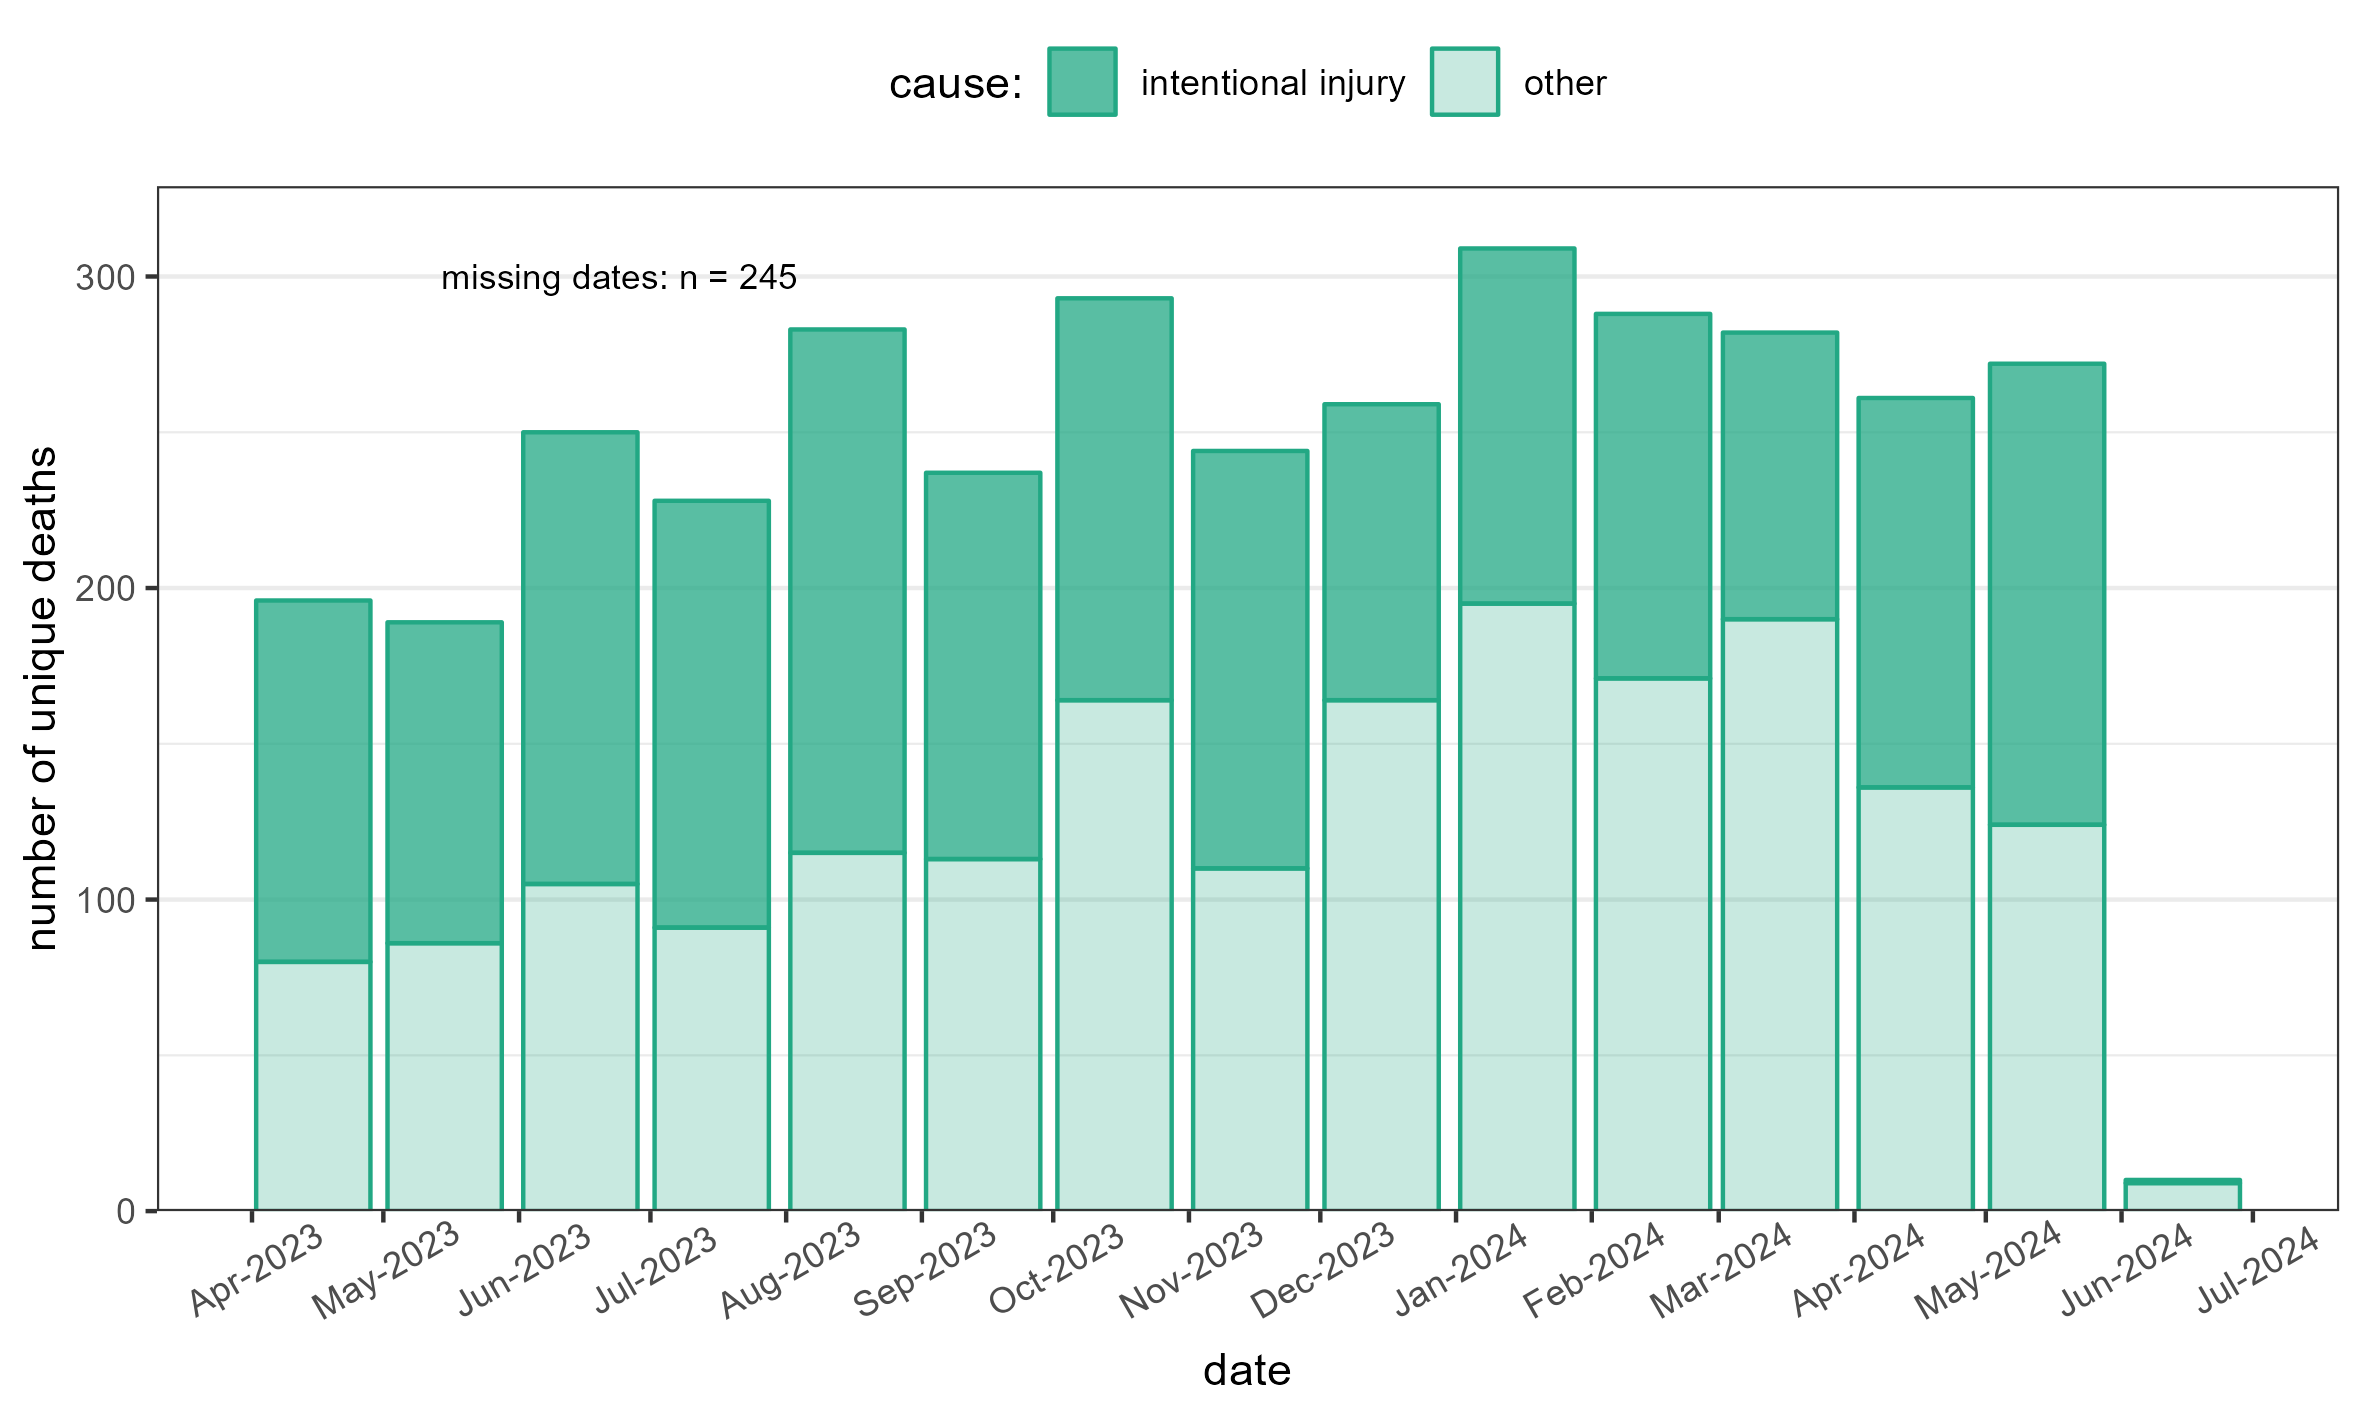 cause: intentional injury other
missing dates: n = 245
number of unique deaths
300
200
100
0
Apr-2023 May-2023 Jun-2023 Jul-2023 Aug-2023 Sep-2023 Oct-2023 Nov-2023 Dec-2023 Jan-2024 Feb-2024 Mar-2024 Apr-2024 May-2024 Jun-2024 Jul-2024
date